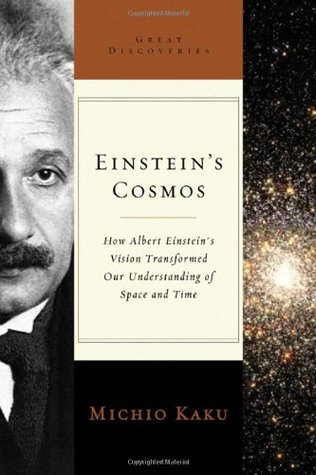 GREAT
DISCOVERIES
EINSTEIN'S
COSMOS
How Albert Einstein's
Vision Transformed
Our Understanding of
Space and Time
MICHIO KAKU